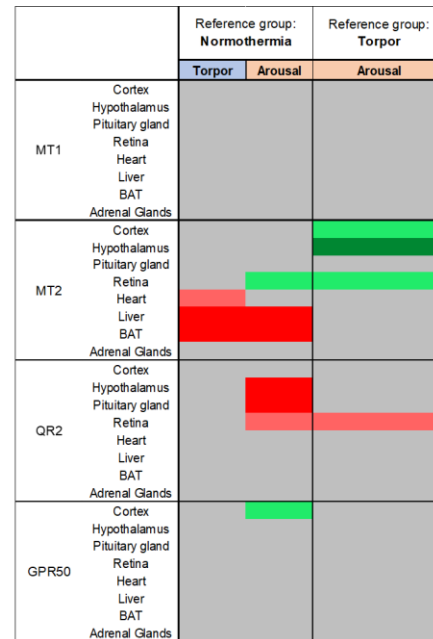 Reference group: Reference group:
Normothermia Torpor
Torpor Arousal Arousal
MT1
Cortex
Hypothalamus
Pituitary gland
Retina
Heart
Liver
BAT
Adrenal Glands
MT2
Cortex
Hypothalamus
Pituitary gland
Retina
Heart
Liver
BAT
Adrenal Glands
QR2
Cortex
Hypothalamus
Pituitary gland
Retina
Heart
Liver
BAT
Adrenal Glands
GPR50
Cortex
Hypothalamus
Pituitary gland
Retina
Heart
Liver
BAT
Adrenal Glands